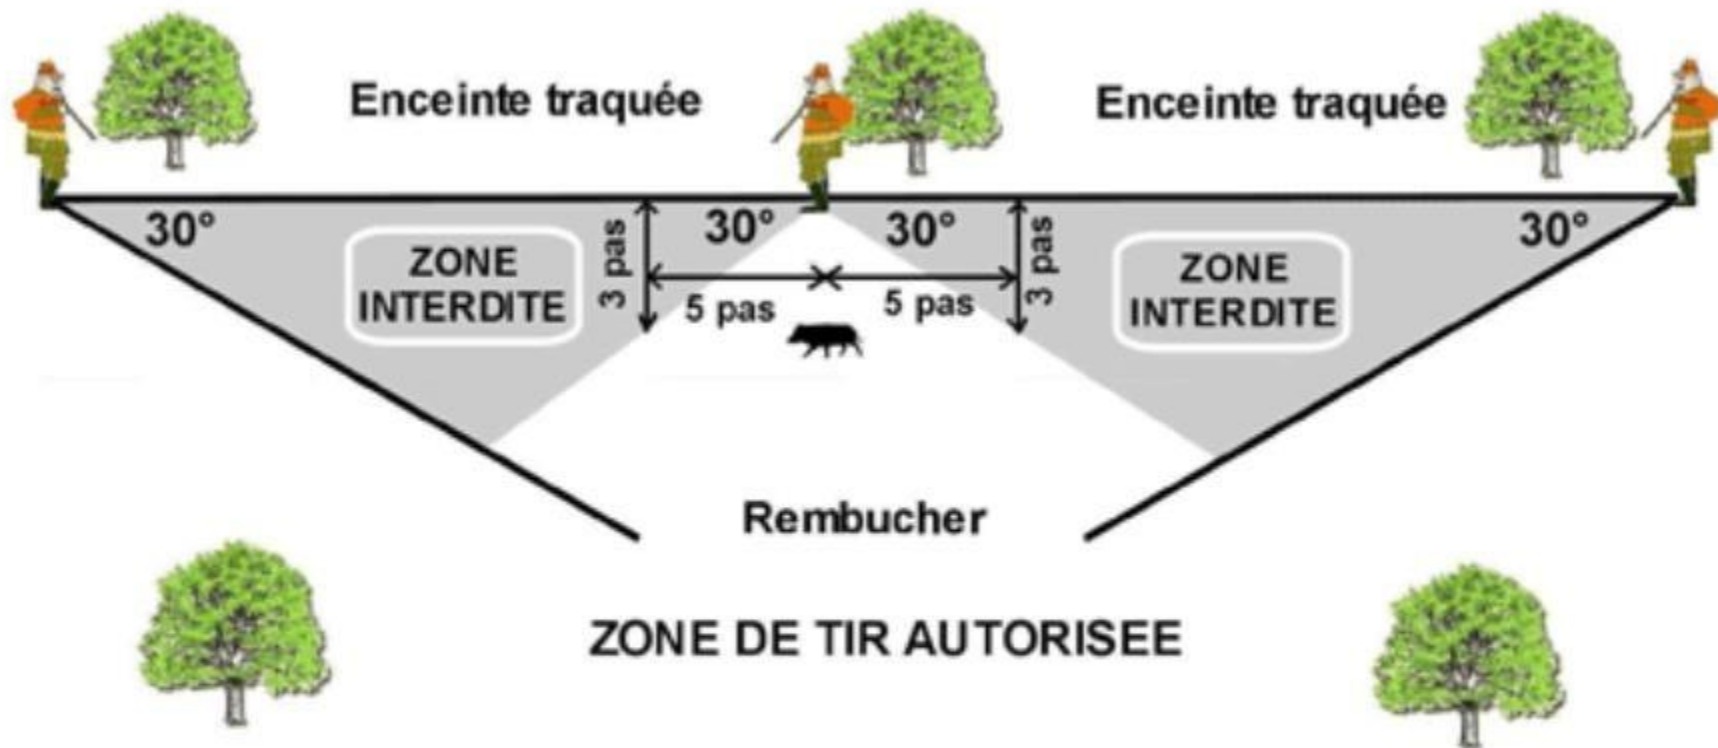 Enceinte traquée
Enceinte traquée
30°
30°
30°
30°
ZONE
INTERDITE
3 pas
5 pas
5 pas
3 pas
ZONE
INTERDITE
Rembucher
ZONE DE TIR AUTORISEE